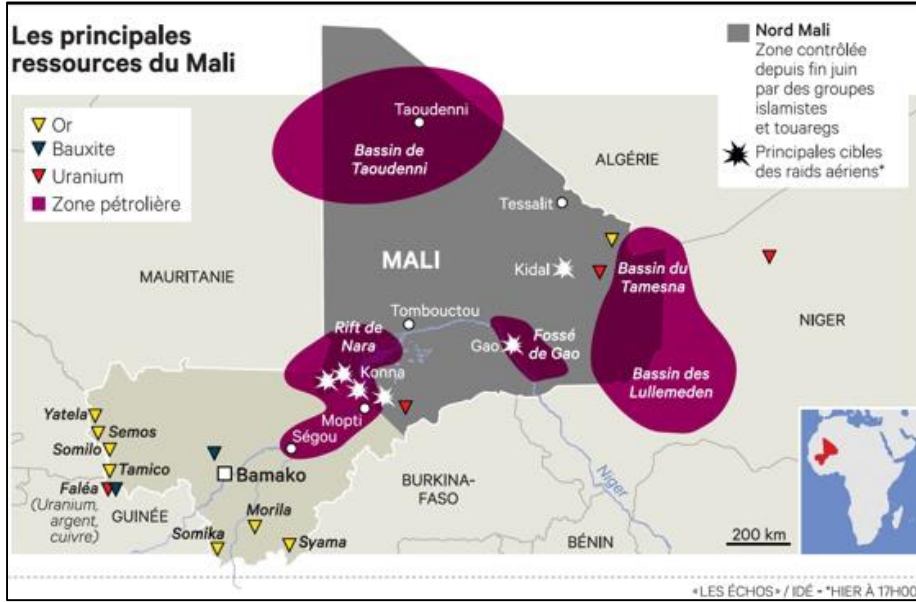 Les principales
ressources du Mali
Or
Bauxite
Uranium
Zone pétrolière
Nord Mali
Zone contrôlée
depuis fin juin
par des groupes
islamistes
et touaregs
Principales cibles
des raids aériens*
Taoudenni
Bassin de
Taoudenni
ALGÉRIE
Tessalit
MALI
Kidal
Bassin du
Tamesna
MAURITANIE
NIGER
Tombouctou
Rift de
Nara
Gao
Fossé
de Gao
Konna
Bassin des
Lullemeden
Mopti
Ségou
Yatela
Semos
Somilo
Tamico
Bamako
Faléa
(Uranium,
argent,
cuivre)
GUINÉE
BURKINA-
FASO
Niger
Morila
Somika
Syama
BÉNIN
200 km
«LES ÉCHOS» / IDÉ - *HIER À 17H00